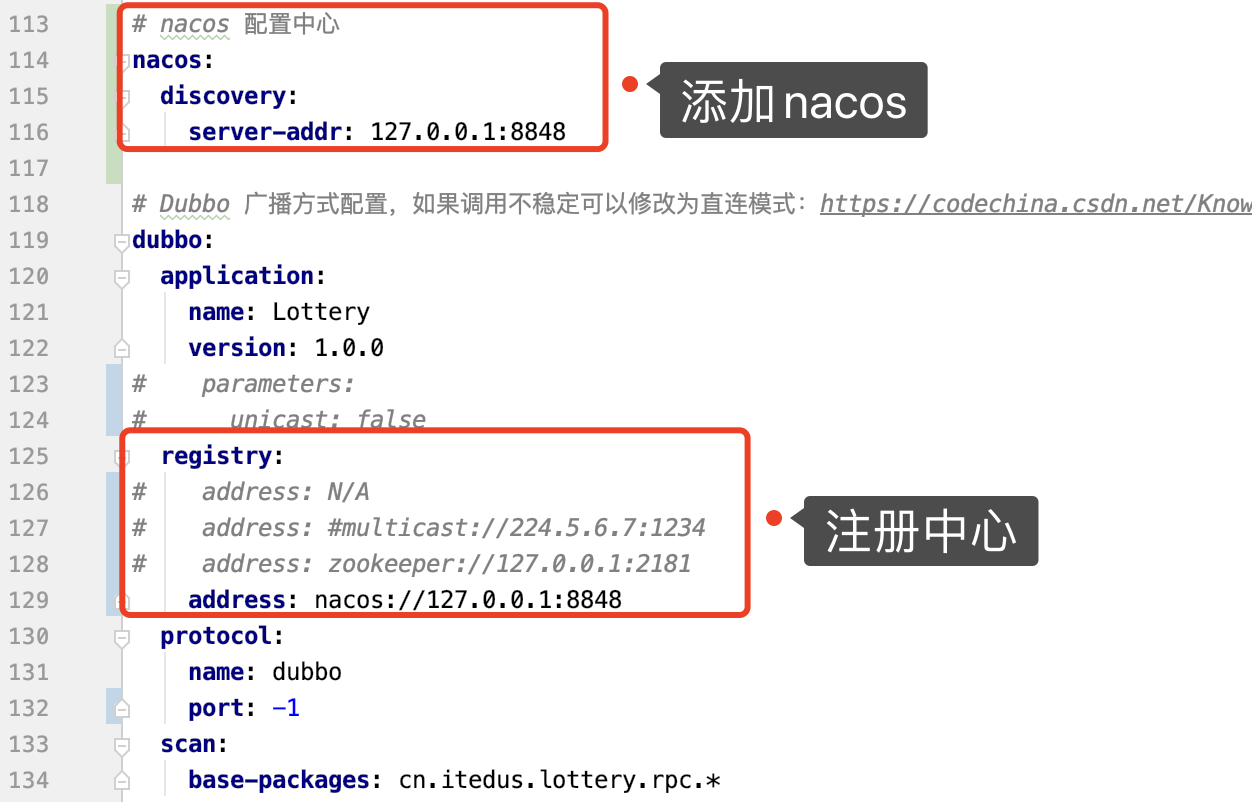 113 # nacos 配置中心
114 nacos:
115 discovery:
116 server-addr: 127.0.0.1:8848
添加nacos
117
118 # Dubbo 广播方式配置，如果调用不稳定可以修改为直连模式：https://codechina.csdn.net/Know
119 dubbo:
120 application:
121 name: Lottery
122 version: 1.0.0
123 # parameters:
124 # unicast: false
125 registry:
126 # address: N/A
127 # address: #multicast://224.5.6.7:1234
注册中心
128 # address: zookeeper://127.0.0.1:2181
129 address: nacos://127.0.0.1:8848
130 protocol:
131 name: dubbo
132 port: -1
133 scan:
134 base-packages: cn.itedus.lottery.rpc.*